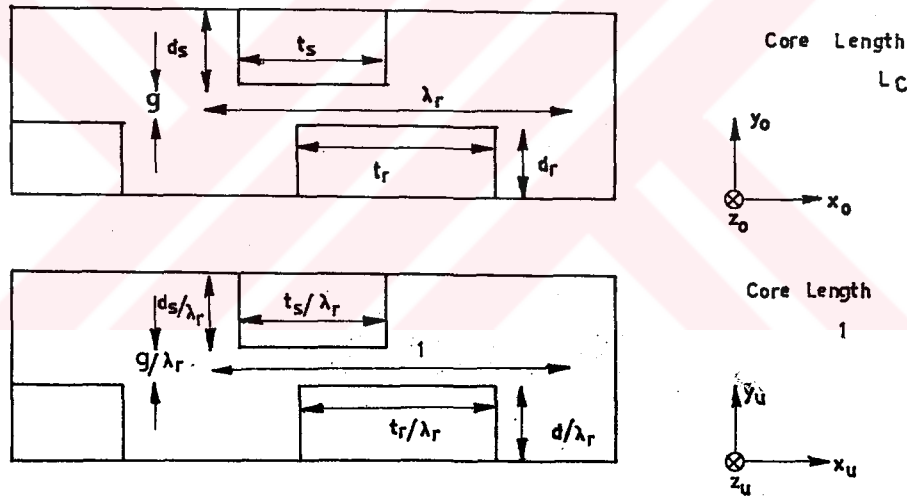 d_s
t_s
Core Length
L_C
g
λ_r
y_o
t_r
d_r
z_o
x_o
d_s/λ_r
t_s/λ_r
Core Length
1
g/λ_r
1
y_u
t_r/λ_r
d/λ_r
z_u
x_u